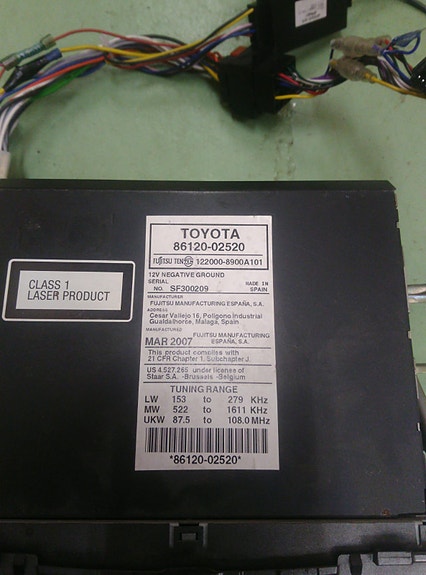 CLASS 1
LASER PRODUCT
TOYOTA
86120-02520
FUJITSU TEN 122000-8900A101
12V NEGATIVE GROUND
SERIAL
NO. SF300209
MADE IN
SPAIN
MANUFACTURER
FUJITSU MANUFACTURING ESPAÑA, S.A.
ADDRESS
Cesar Vallejo 16, Poligono Industrial
Gualdalhorse, Malaga, Spain
MANUFACTURED
MAR 2007
FUJITSU MANUFACTURING
ESPAÑA, S.A.
This product complies with
21 CFR Chapter 1, Subchapter J.
US 4.527.265 under license of
Staar S.A. -Brussels -Belgium
TUNING RANGE
LW 153 to 279 KHz
MW 522 to 1611 KHz
UKW 87.5 to 108.0 MHz
*86120-02520*